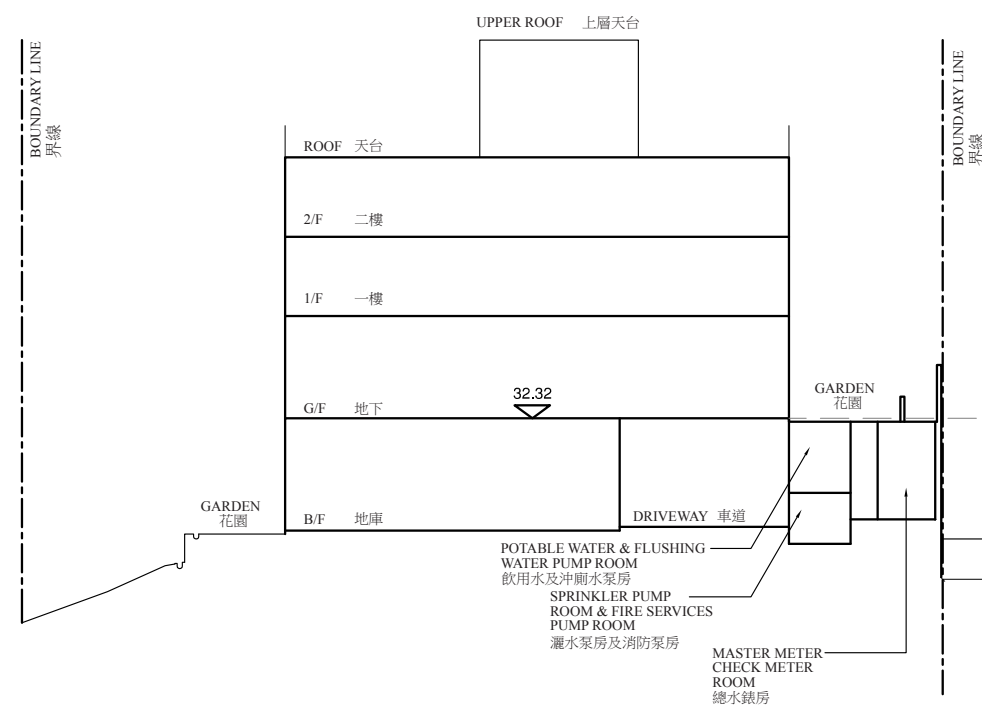 UPPER ROOF 上層天台
BOUNDARY LINE
界線
BOUNDARY LINE
界線
ROOF 天台
2/F 二樓
1/F 一樓
32.32
GARDEN
花園
G/F 地下
GARDEN
花園
B/F 地庫
DRIVEWAY 車道
POTABLE WATER & FLUSHING
WATER PUMP ROOM
飲用水及沖廁水泵房
SPRINKLER PUMP
ROOM & FIRE SERVICES
PUMP ROOM
灑水泵房及消防泵房
MASTER METER
CHECK METER
ROOM
總水錶房